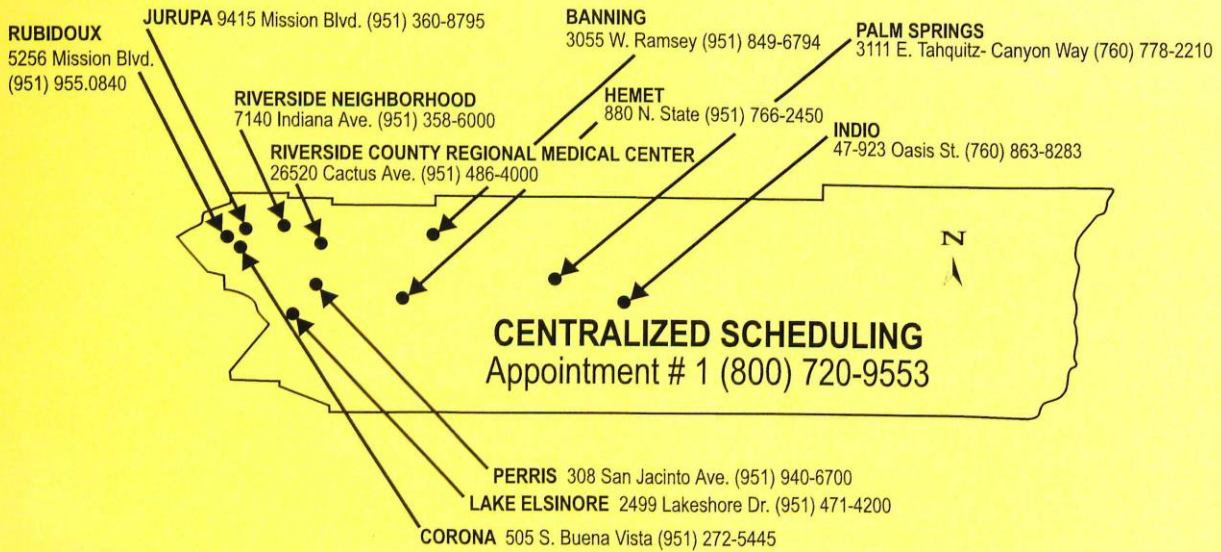 RUBIDOUX
5256 Mission Blvd.
(951) 955.0840
JURUPA 9415 Mission Blvd. (951) 360-8795
RIVERSIDE NEIGHBORHOOD
7140 Indiana Ave. (951) 358-6000
RIVERSIDE COUNTY REGIONAL MEDICAL CENTER
26520 Cactus Ave. (951) 486-4000
BANNING
3055 W. Ramsey (951) 849-6794
HEMET
880 N. State (951) 766-2450
PALM SPRINGS
3111 E. Tahquitz- Canyon Way (760) 778-2210
INDIO
47-923 Oasis St. (760) 863-8283
N
CENTRALIZED SCHEDULING
Appointment # 1 (800) 720-9553
PERRIS 308 San Jacinto Ave. (951) 940-6700
LAKE ELSINORE 2499 Lakeshore Dr. (951) 471-4200
CORONA 505 S. Buena Vista (951) 272-5445